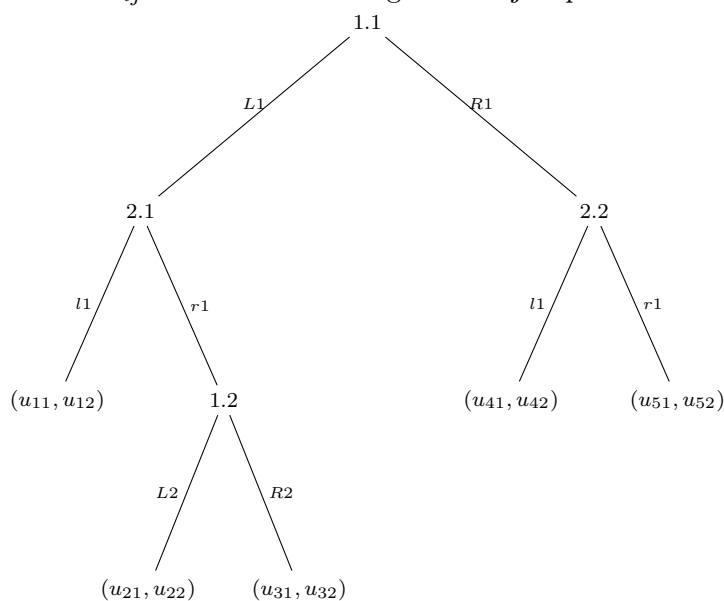 1.1
L1 R1
2.1 2.2
l1 r1 l1 r1
(u₁₁, u₁₂) 1.2 (u₄₁, u₄₂) (u₅₁, u₅₂)
L2 R2
(u₂₁, u₂₂) (u₃₁, u₃₂)